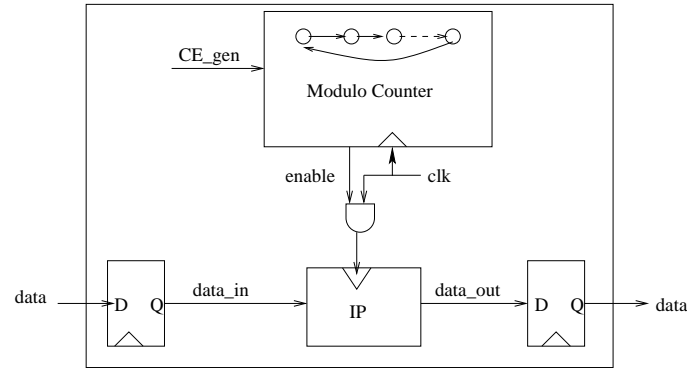 CE_gen
Modulo Counter
enable
clk
data
D
Q
data_in
IP
data_out
D
Q
data